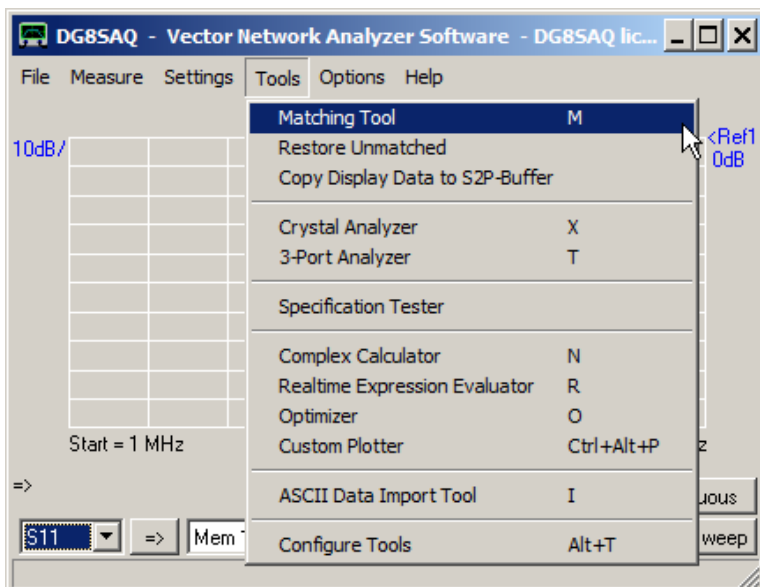 DG8SAQ - Vector Network Analyzer Software - DG8SAQ lic...
File Measure Settings Tools Options Help
Matching Tool M
Restore Unmatched
Copy Display Data to S2P-Buffer
Crystal Analyzer X
3-Port Analyzer T
Specification Tester
Complex Calculator N
Realtime Expression Evaluator R
Optimizer O
Custom Plotter Ctrl+Alt+P
ASCII Data Import Tool I
Configure Tools Alt+T
10dB/
<Ref1
0dB
Start = 1 MHz
=>
S11 => Mem